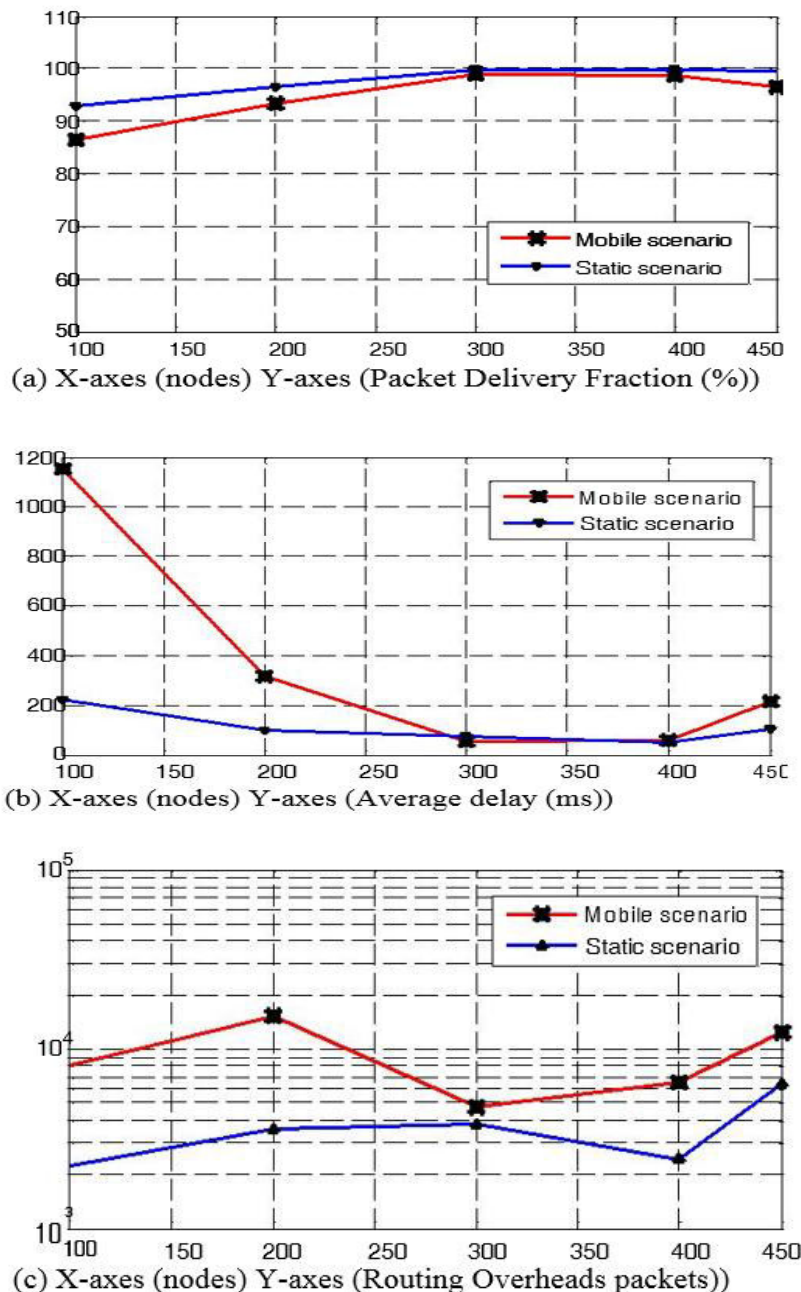 110
100
90
80
70
60
50
Mobile scenario
Static scenario
100 150 200 250 300 350 400 450
(a) X-axes (nodes) Y-axes (Packet Delivery Fraction (%))
1200
1000
800
600
400
200
0
Mobile scenario
Static scenario
100 150 200 250 300 350 400 450
(b) X-axes (nodes) Y-axes (Average delay (ms))
10^5
10^4
10^3
Mobile scenario
Static scenario
100 150 200 250 300 350 400 450
(c) X-axes (nodes) Y-axes (Routing Overheads packets))